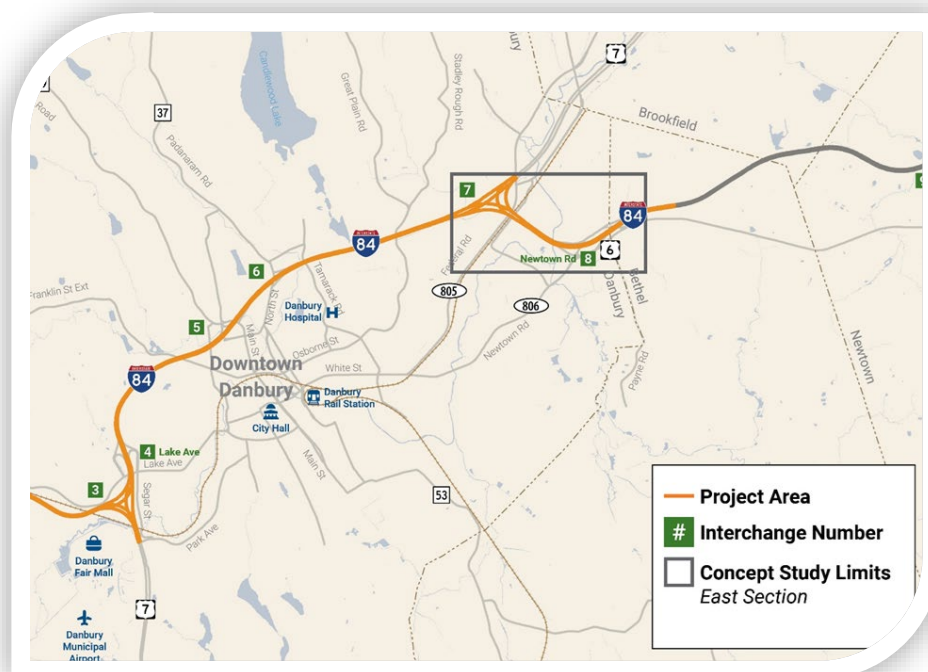 7
bury
Brookfield
Candlewood Lake
Great Plain Rd
Stadley Rough Rd
37
Padanaram Rd
Road
7
84
9
6
Newtown Rd 8
6
84
Federal Rd
Tamarack Rd
North St
Danbury
Hospital
H
805
806
Danbury
Bethel
Franklin St Ext
5
Main St
Osborne St
Newtown Rd
Newtown
84
Downtown
Danbury
White St
Danbury
Rail Station
City Hall
Payne Rd
4 Lake Ave
Lake Ave
Main St
3
Segar St
Park Ave
53
Danbury
Fair Mall
7
Danbury
Municipal
Airport
Project Area
# Interchange Number
Concept Study Limits
East Section